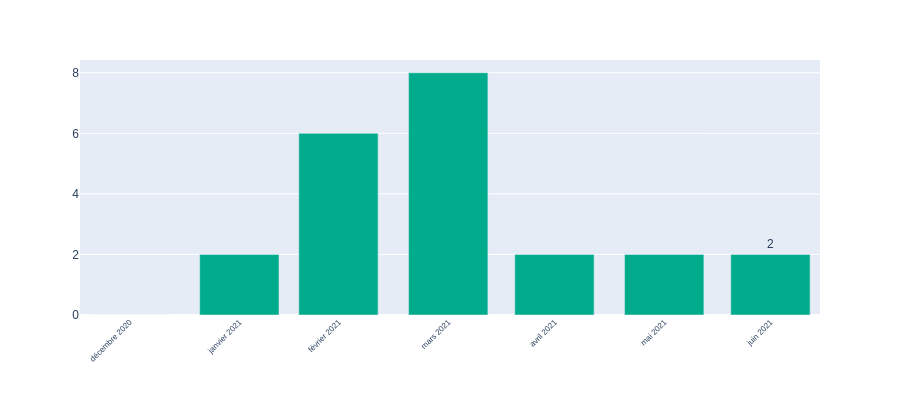 8
6
4
2
0
2
décembre 2020
janvier 2021
février 2021
mars 2021
avril 2021
mai 2021
juin 2021